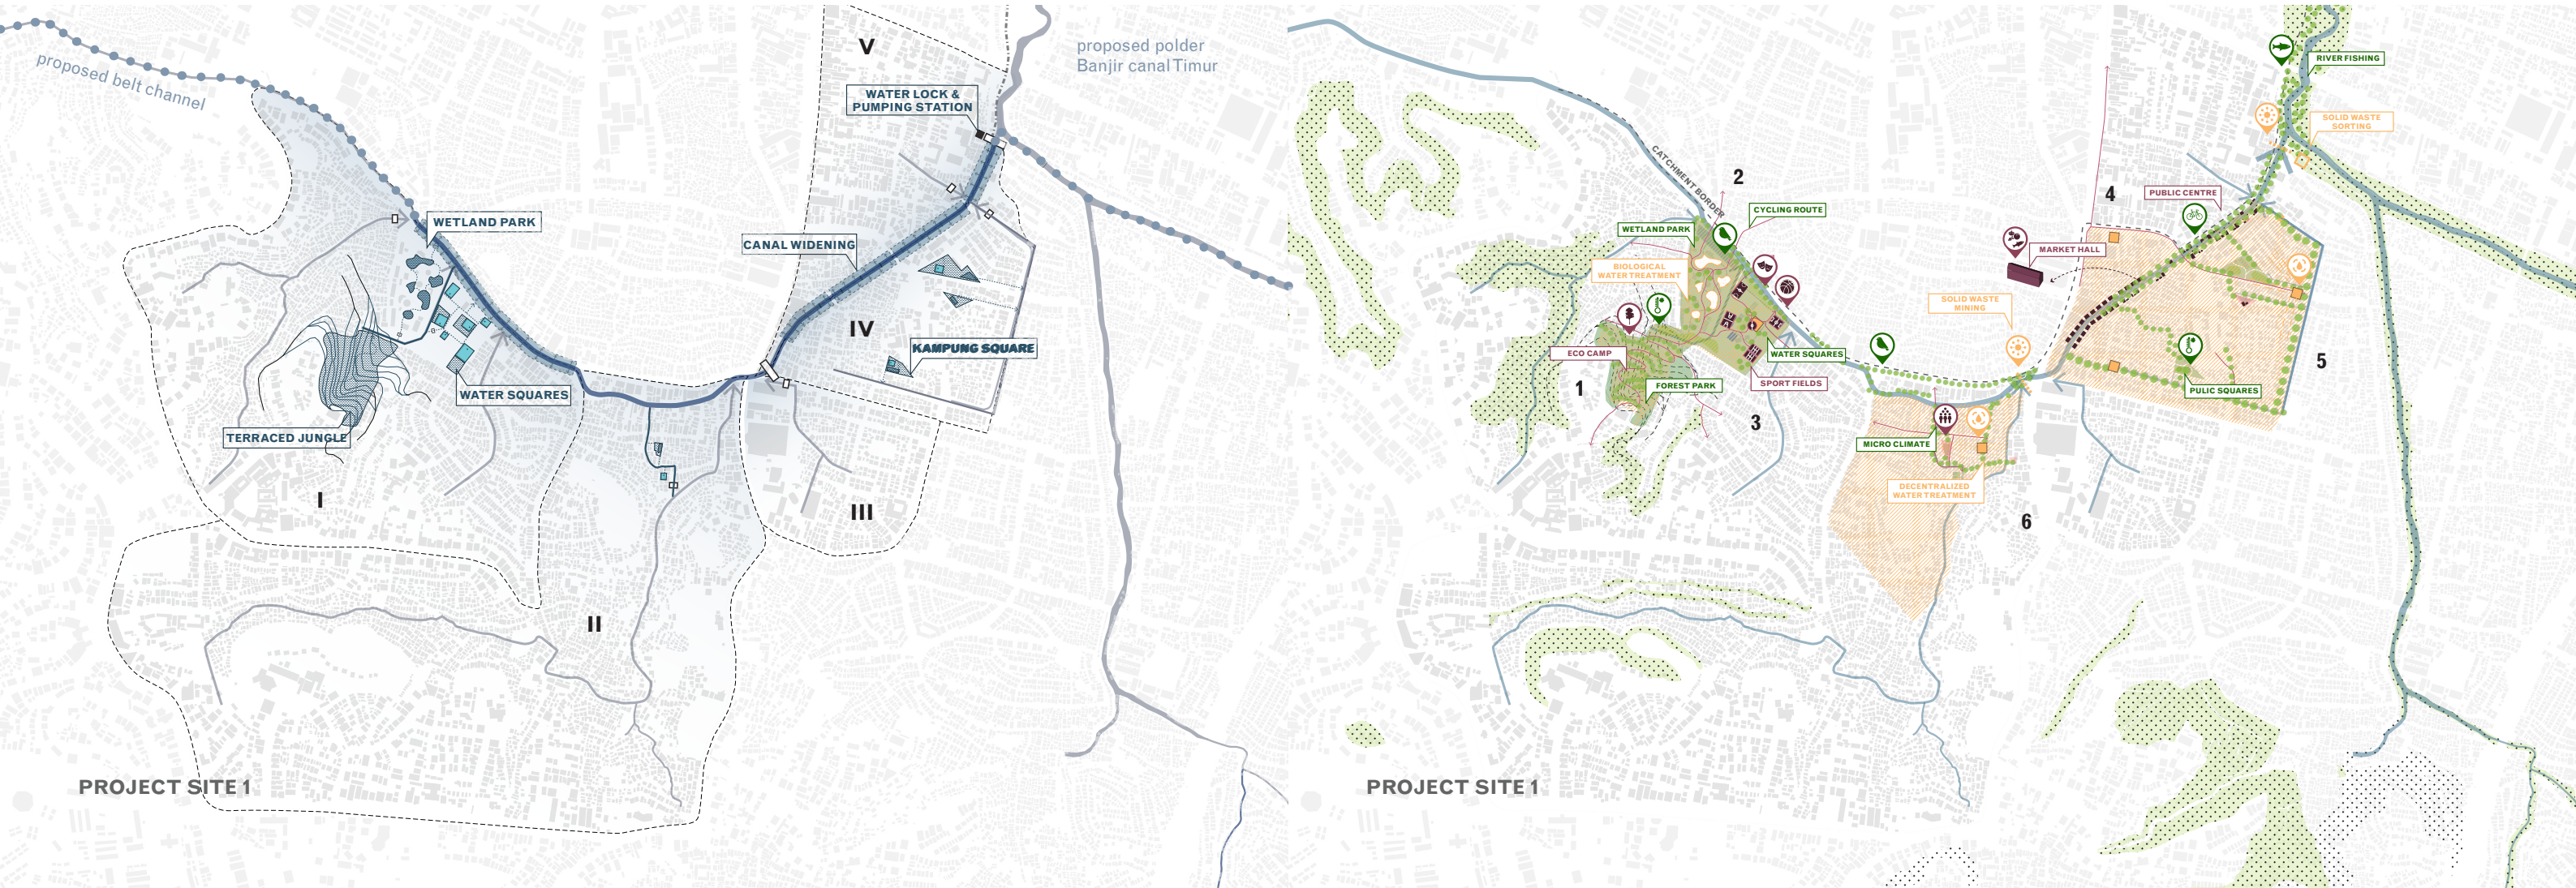 proposed belt channel
V
proposed polder
Banjir canal Timur
WATER LOCK &
PUMPING STATION
WETLAND PARK
CANAL WIDENING
IV
KAMPUNG SQUARE
WATER SQUARES
TERRACED JUNGLE
I
III
II
PROJECT SITE 1
RIVER FISHING
SOLID WASTE
SORTING
CATCHMENT BORDER
2
4
PUBLIC CENTRE
CYCLING ROUTE
WETLAND PARK
MARKET HALL
BIOLOGICAL
WATER TREATMENT
SOLID WASTE
MINING
ECO CAMP
WATER SQUARES
5
1
FOREST PARK
SPORT FIELDS
PULIC SQUARES
3
MICRO CLIMATE
DECENTRALIZED
WATER TREATMENT
6
PROJECT SITE 1